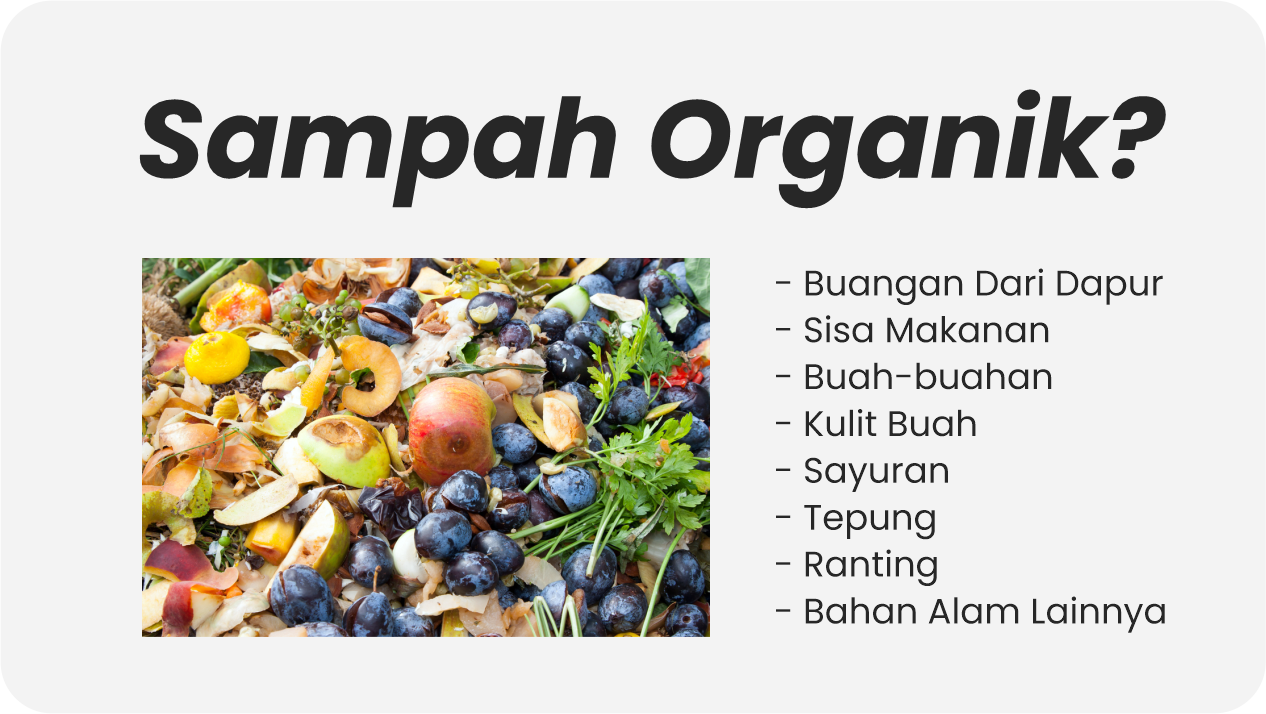 Sampah Organik?
- Buangan Dari Dapur
- Sisa Makanan
- Buah-buahan
- Kulit Buah
- Sayuran
- Tepung
- Ranting
- Bahan Alam Lainnya